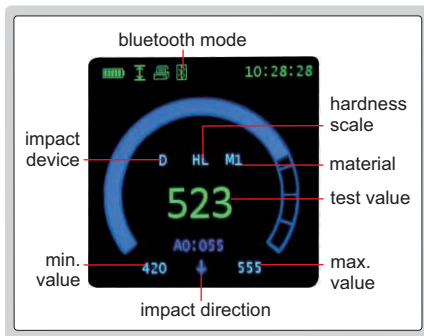 bluetooth mode
10:28:28
hardness
scale
impact
device
D HL M1
material
523
test value
A0:055
min.
value
420
555
max.
value
impact direction